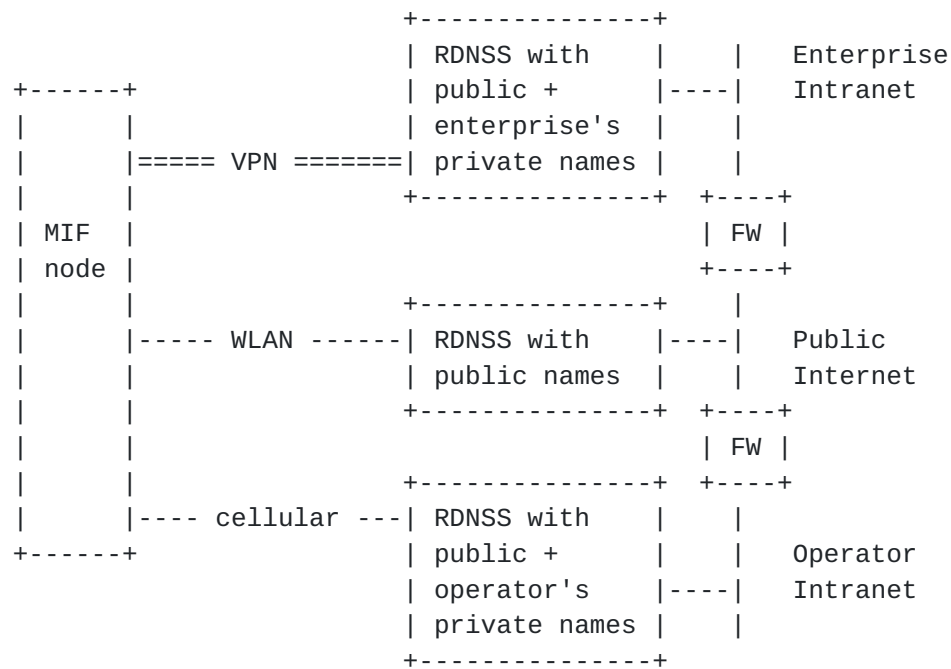 +---------------+
                         | RDNSS with    |    |   Enterprise
+------+                 | public +      |----|   Intranet
|      |                 | enterprise's  |    |
|      |===== VPN =======| private names |    |
|      |                 +---------------+  +----+
| MIF  |                                    | FW |
| node |                                    +----+
|      |                 +---------------+    |
|      |----- WLAN ------| RDNSS with    |----|   Public
|      |                 | public names  |    |   Internet
|      |                 +---------------+  +----+
|      |                                    | FW |
|      |                 +---------------+  +----+
|      |---- cellular ---| RDNSS with    |    |
+------+                 | public +      |    |   Operator
                         | operator's    |----|   Intranet
                         | private names |    |
                         +---------------+